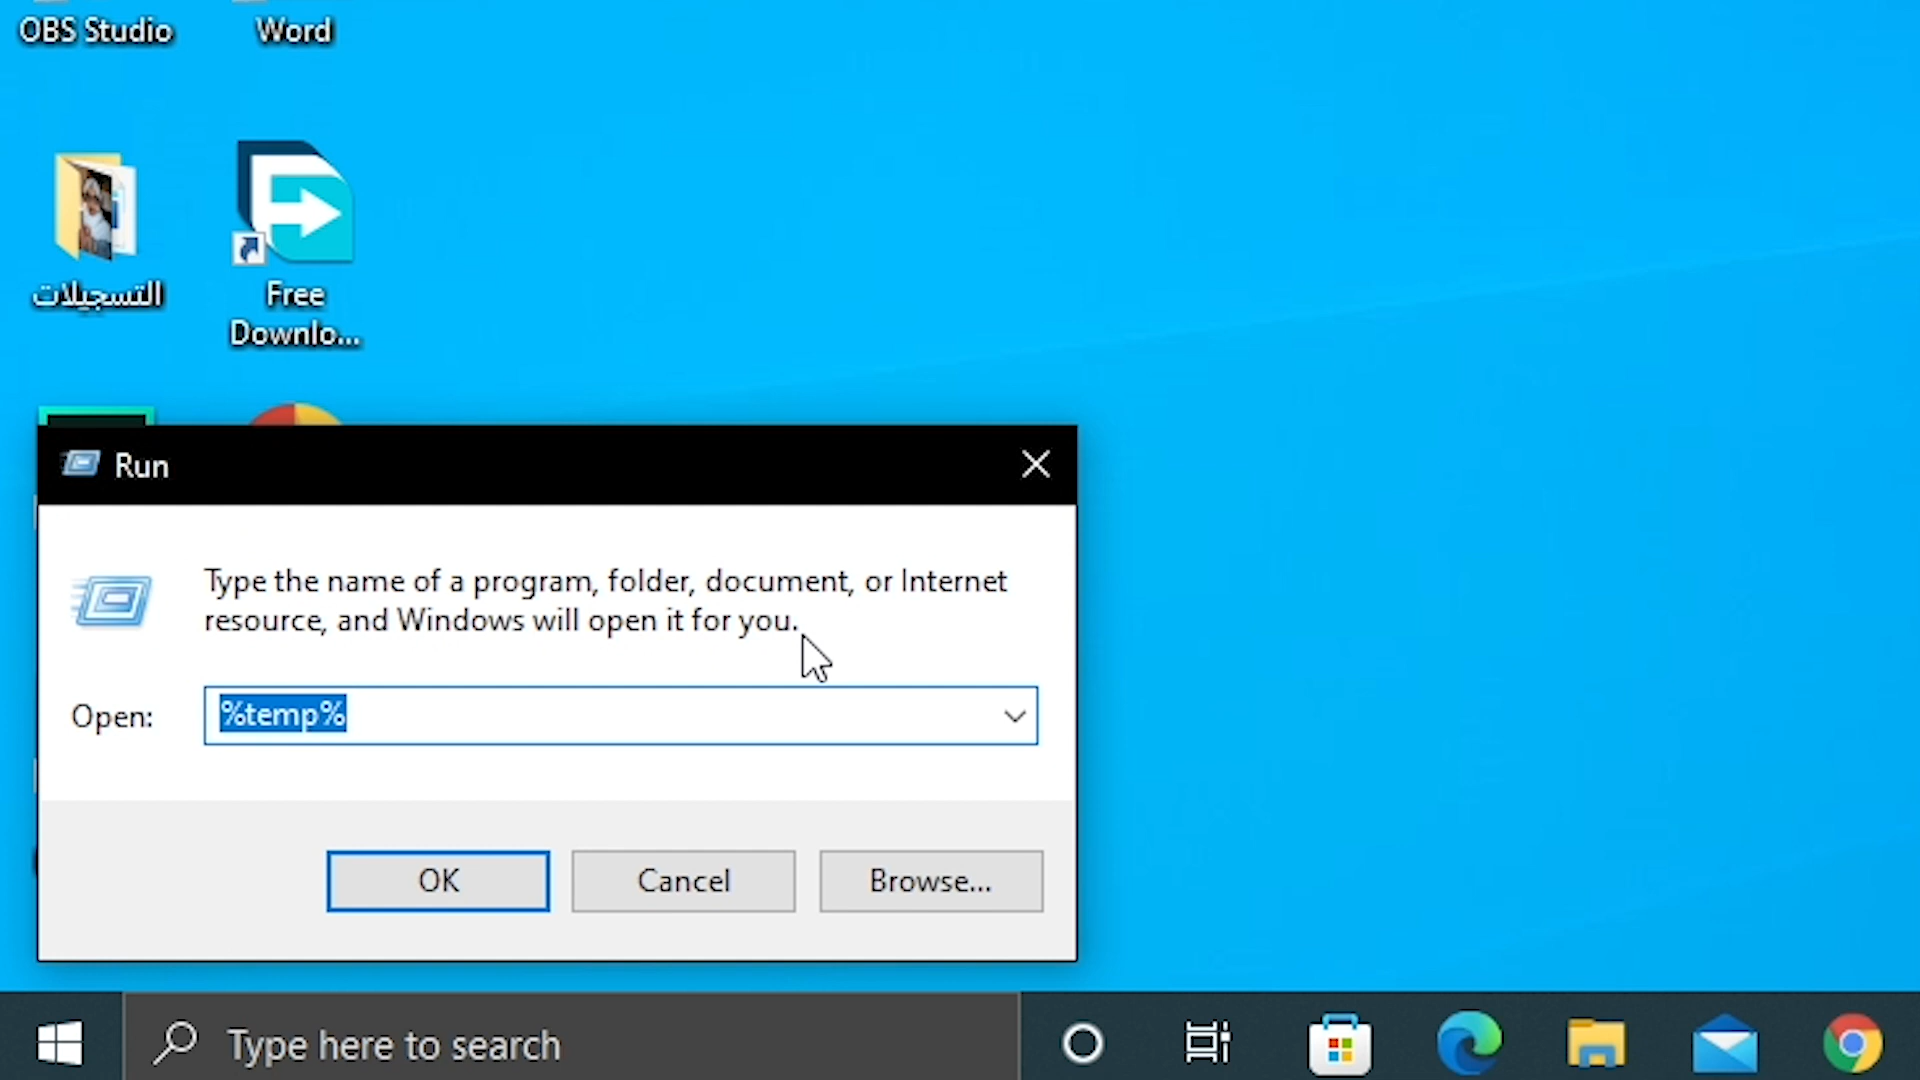 OBS Studio
Word
التسجيلات
Free
Downlo...
Run
Type the name of a program, folder, document, or Internet
resource, and Windows will open it for you.
Open:
%temp%
OK
Cancel
Browse...
Type here to search